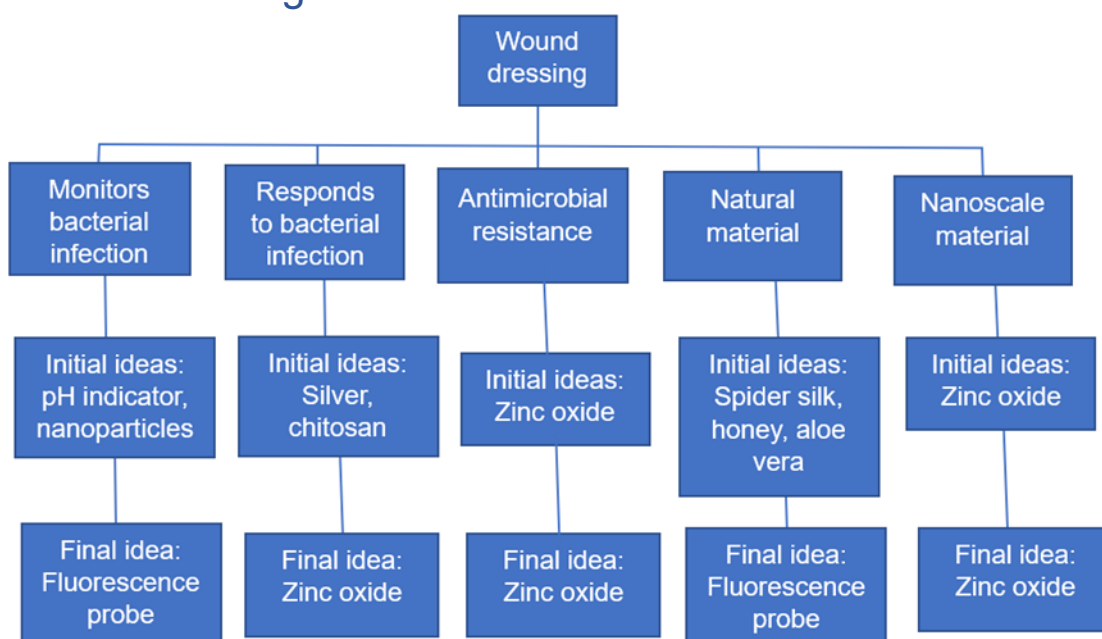 Wound
dressing
Monitors
bacterial
infection
Responds
to bacterial
infection
Antimicrobial
resistance
Natural
material
Nanoscale
material
Initial ideas:
pH indicator,
nanoparticles
Initial ideas:
Silver,
chitosan
Initial ideas:
Zinc oxide
Initial ideas:
Spider silk,
honey, aloe
vera
Initial ideas:
Zinc oxide
Final idea:
Fluorescence
probe
Final idea:
Zinc oxide
Final idea:
Zinc oxide
Final idea:
Fluorescence
probe
Final idea:
Zinc oxide